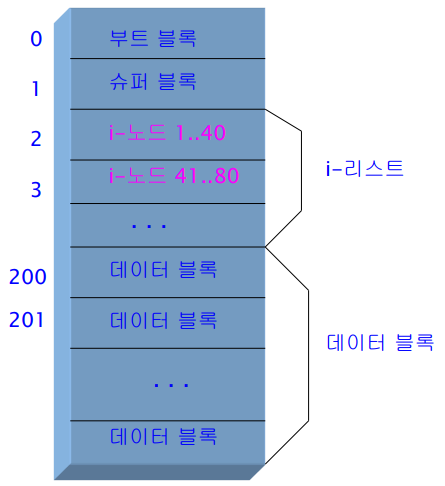 0 부트 블록
1 슈퍼 블록
2 i-노드 1..40
3 i-노드 41..80
i-리스트
. . .
200 데이터 블록
201 데이터 블록
데이터 블록
. . .
데이터 블록